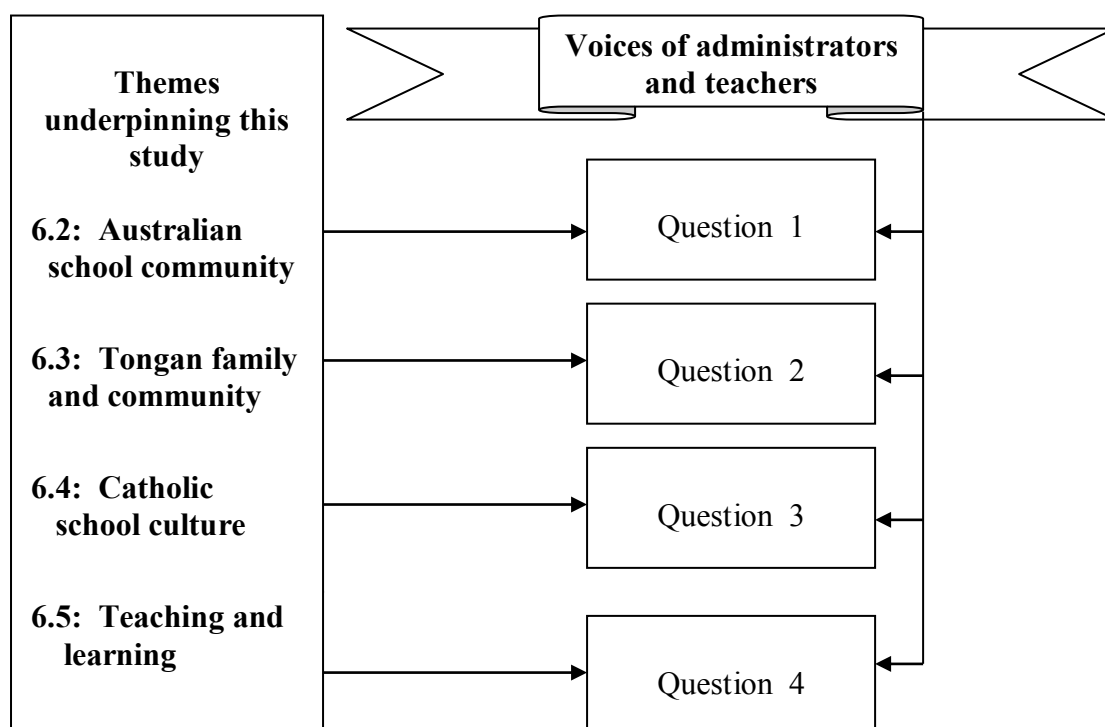 Themes
underpinning this
study
6.2: Australian
school community
6.3: Tongan family
and community
6.4: Catholic
school culture
6.5: Teaching and
learning
Voices of administrators
and teachers
Question 1
Question 2
Question 3
Question 4